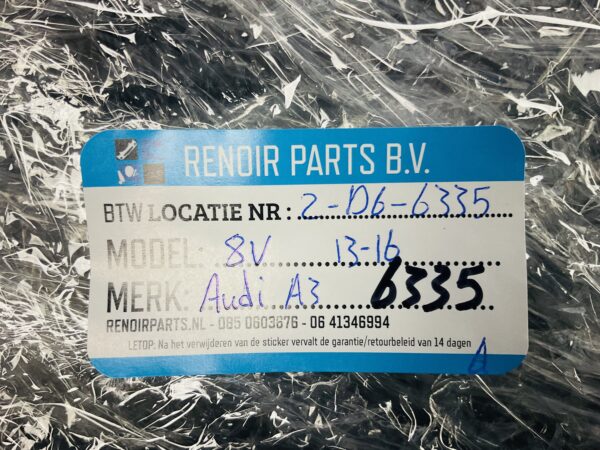 RENOIR PARTS B.V.
BTW LOCATIE NR : 2-D6-6335
MODEL: 8V 13-16
MERK: Audi A3 6335
RENOIRPARTS.NL - 085 0603876 - 06 41346994
LETOP: Na het verwijderen van de sticker vervalt de garantie/retourbeleid van 14 dagen